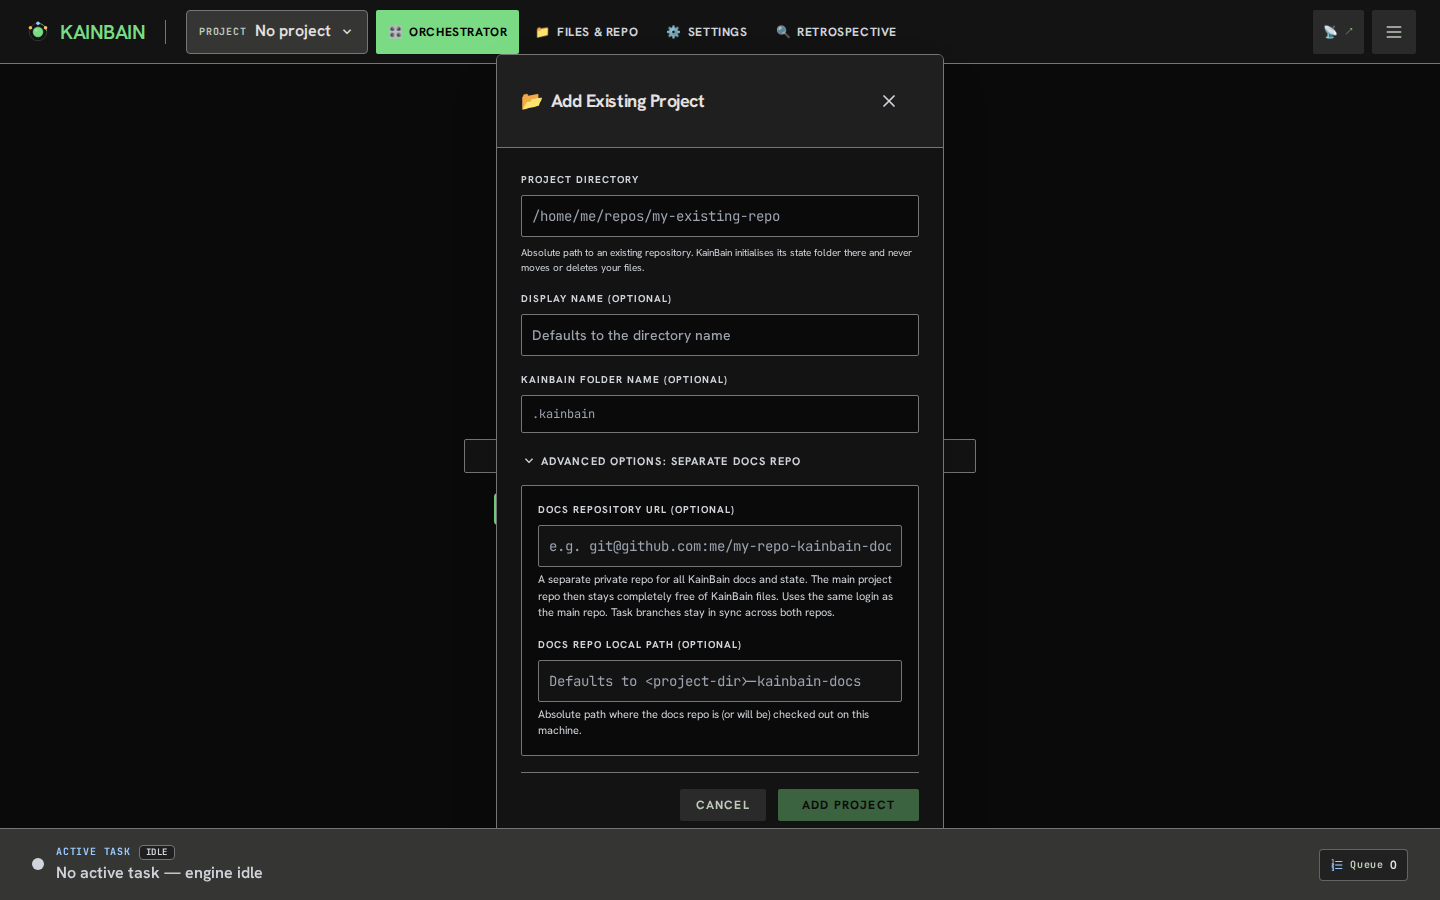 KAINBAIN
PROJECT No project
ORCHESTRATOR
FILES & REPO
SETTINGS
RETROSPECTIVE
Add Existing Project
PROJECT DIRECTORY
/home/me/repos/my-existing-repo
Absolute path to an existing repository. KainBain initialises its state folder there and never
moves or deletes your files.
DISPLAY NAME (OPTIONAL)
Defaults to the directory name
KAINBAIN FOLDER NAME (OPTIONAL)
.kainbain
ADVANCED OPTIONS: SEPARATE DOCS REPO
DOCS REPOSITORY URL (OPTIONAL)
e.g. git@github.com:me/my-repo-kainbain-doc
A separate private repo for all KainBain docs and state. The main project
repo then stays completely free of KainBain files. Uses the same login as
the main repo. Task branches stay in sync across both repos.
DOCS REPO LOCAL PATH (OPTIONAL)
Defaults to <project-dir>-kainbain-docs
Absolute path where the docs repo is (or will be) checked out on this
machine.
CANCEL
ADD PROJECT
ACTIVE TASK IDLE
No active task — engine idle
Queue 0